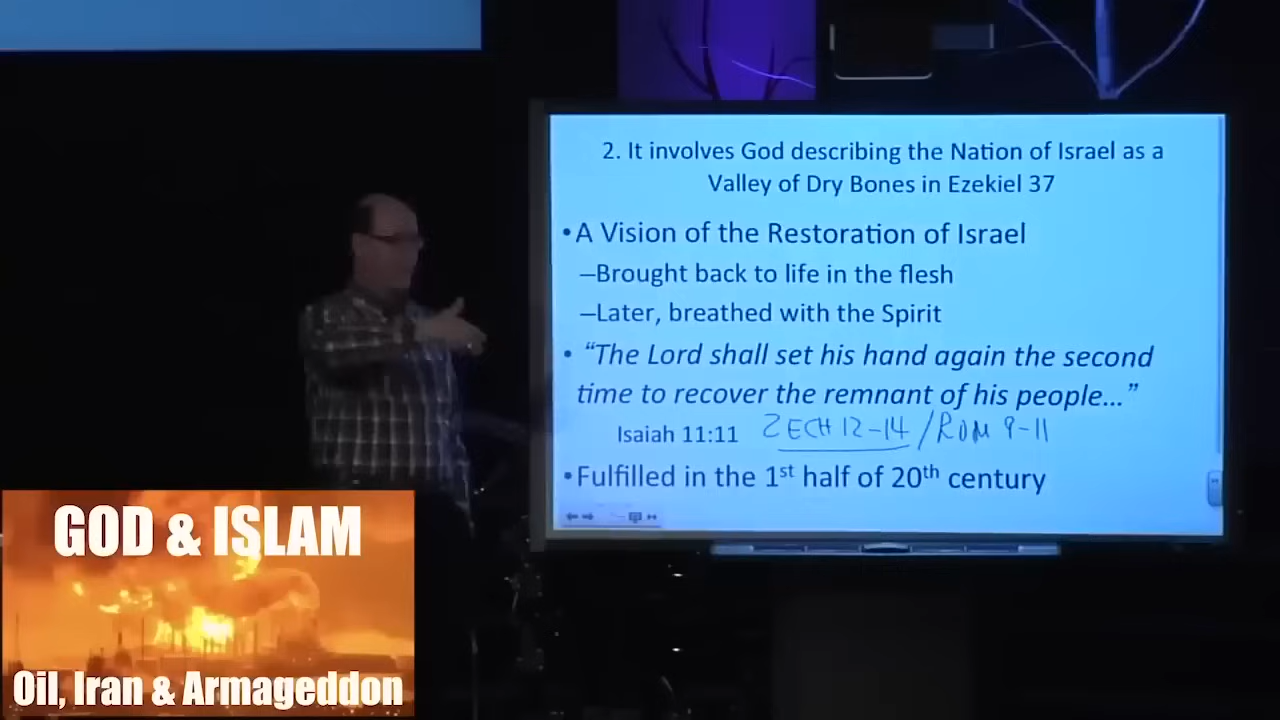 2. It involves God describing the Nation of Israel as a
Valley of Dry Bones in Ezekiel 37
•A Vision of the Restoration of Israel
–Brought back to life in the flesh
–Later, breathed with the Spirit
• “The Lord shall set his hand again the second
time to recover the remnant of his people…”
Isaiah 11:11 ZECH 12-14/ROM 9-11
•Fulfilled in the 1st half of 20th century
GOD & ISLAM
Oil, Iran & Armageddon